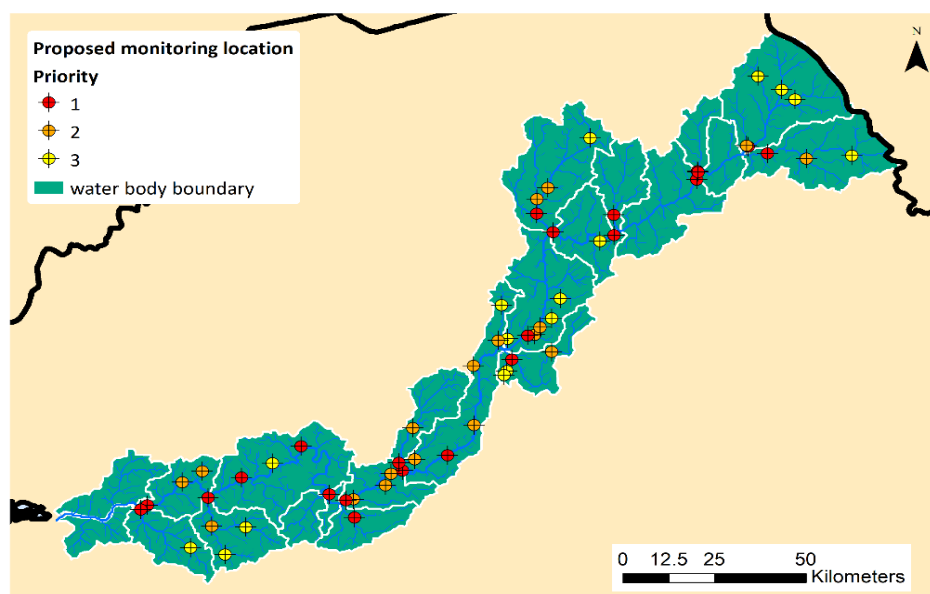 Proposed monitoring location
Priority
1
2
3
water body boundary
N
0 12.5 25 50
Kilometers